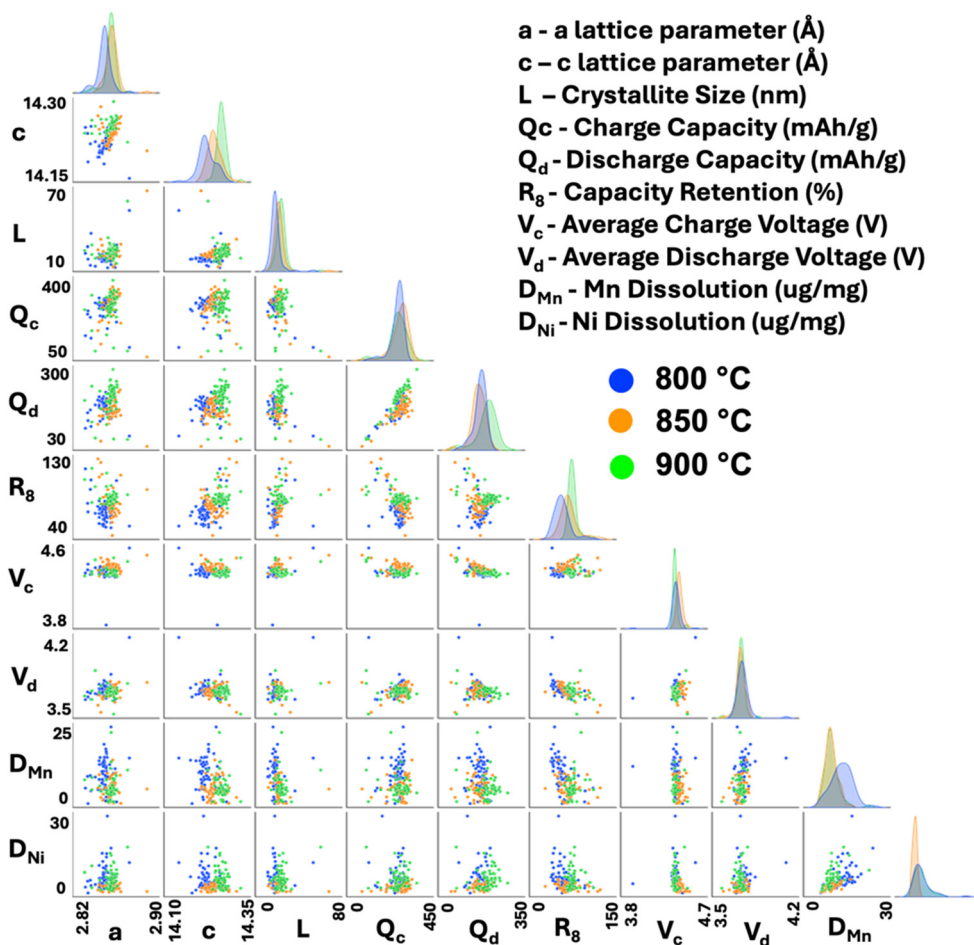 a - a lattice parameter (Å)
c – c lattice parameter (Å)
L – Crystallite Size (nm)
Qc - Charge Capacity (mAh/g)
Qd - Discharge Capacity (mAh/g)
R8 - Capacity Retention (%)
Vc - Average Charge Voltage (V)
Vd - Average Discharge Voltage (V)
DMn - Mn Dissolution (ug/mg)
DNi - Ni Dissolution (ug/mg)
800 °C
850 °C
900 °C
14.30
c
14.15
70
L
10
400
Qc
50
300
Qd
30
130
R8
40
4.6
Vc
3.8
4.2
Vd
3.5
25
DMn
0
30
DNi
0
2.82 2.90 14.10 14.35 0 80 0 450 0 350 0 150 3.8 4.7 3.5 4.2 0 30
a c L Qc Qd R8 Vc Vd DMn